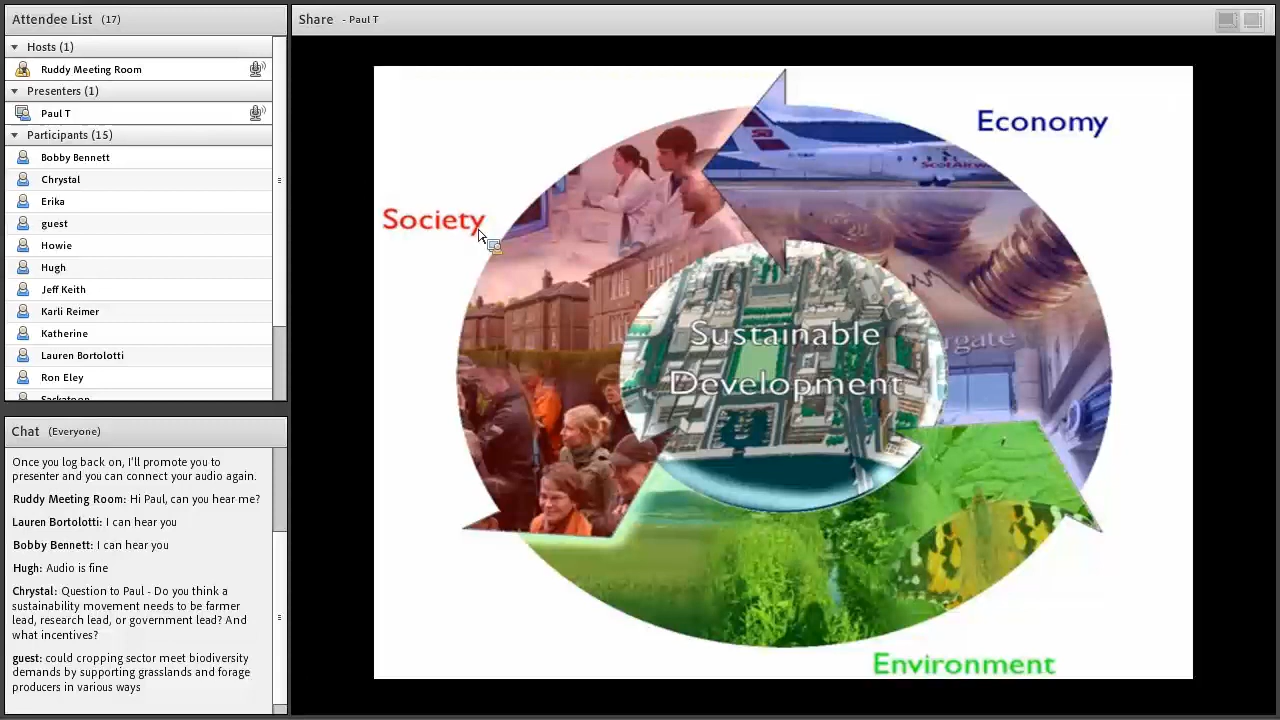 Attendee List (17)
Hosts (1)
Ruddy Meeting Room
Presenters (1)
Paul T
Participants (15)
Bobby Bennett
Chrystal
Erika
guest
Howie
Hugh
Jeff Keith
Karli Reimer
Katherine
Lauren Bortolotti
Ron Eley
Saskatoon
Chat (Everyone)
Once you log back on, I'll promote you to
presenter and you can connect your audio again.
Ruddy Meeting Room: Hi Paul, can you hear me?
Lauren Bortolotti: I can hear you
Bobby Bennett: I can hear you
Hugh: Audio is fine
Chrystal: Question to Paul - Do you think a
sustainability movement needs to be farmer
lead, research lead, or government lead? And
what incentives?
guest: could cropping sector meet biodiversity
demands by supporting grasslands and forage
producers in various ways
Share - Paul T
Economy
Society
Sustainable
Development
Environment